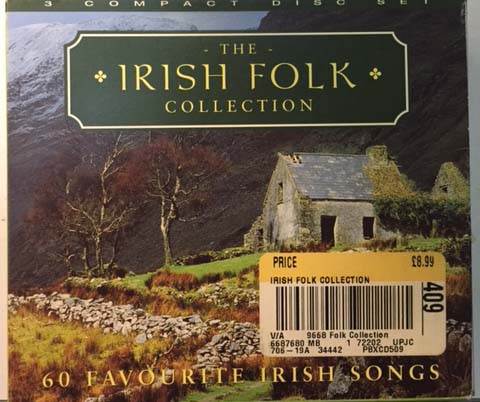 3 COMPACT DISC SET
- THE -
IRISH FOLK
COLLECTION
PRICE £8.99
IRISH FOLK COLLECTION
409
V/A 9668 Folk Collection
6687680 MB 1 72202 UPJC
706-19A 34442 PBXCD509
60 FAVOURITE IRISH SONGS